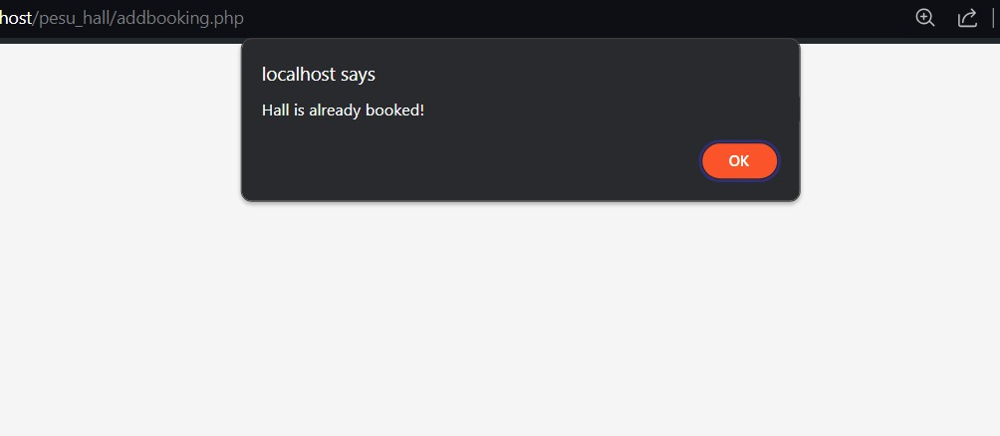 host/pesu_hall/addbooking.php
localhost says
Hall is already booked!
OK